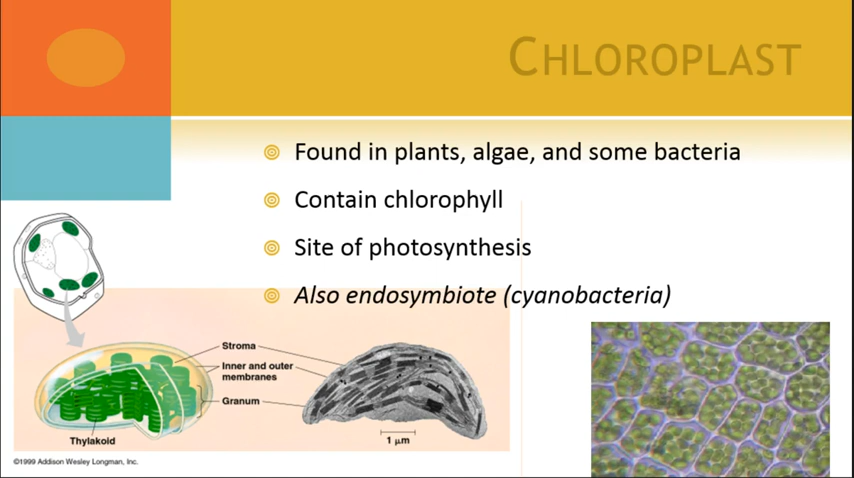 CHLOROPLAST
Found in plants, algae, and some bacteria
Contain chlorophyll
Site of photosynthesis
Also endosymbiote (cyanobacteria)
Stroma
Inner and outer
membranes
Granum
Thylakoid
1 μm
©1999 Addison Wesley Longman, Inc.